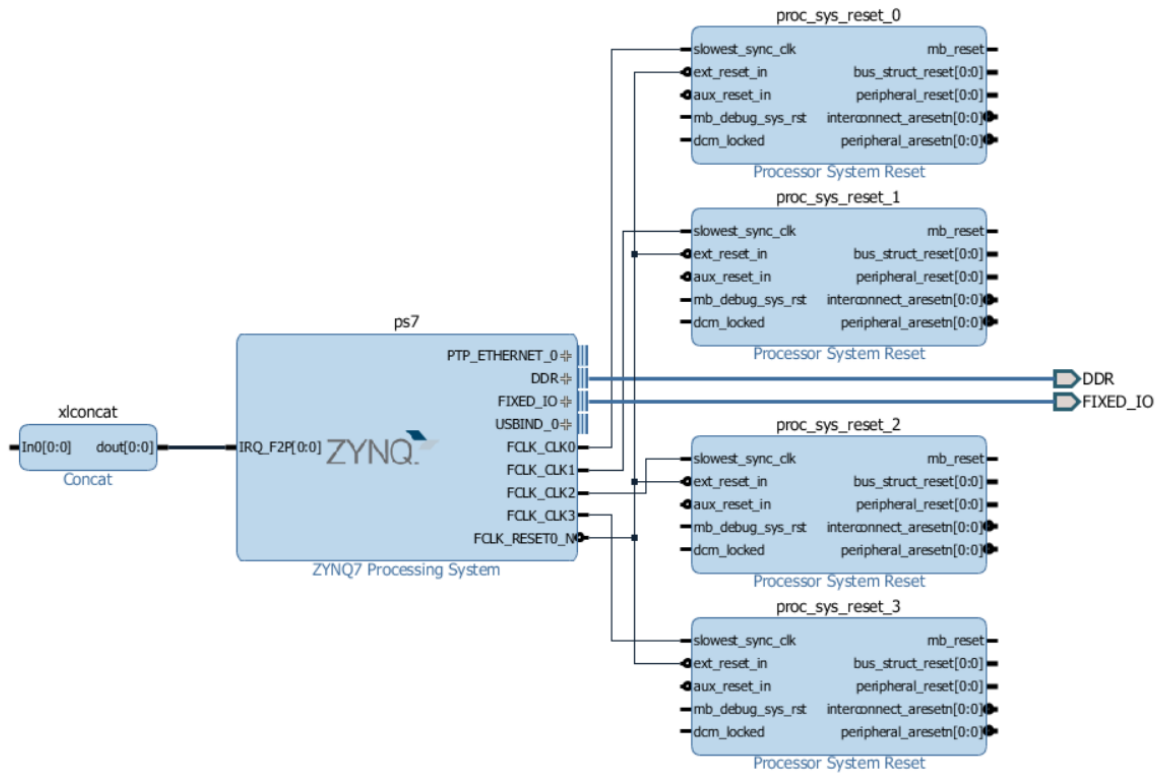 proc_sys_reset_0
slowest_sync_clk mb_reset
ext_reset_in bus_struct_reset[0:0]
aux_reset_in peripheral_reset[0:0]
mb_debug_sys_rst interconnect_aresetn[0:0]
dcm_locked peripheral_aresetn[0:0]
Processor System Reset
proc_sys_reset_1
slowest_sync_clk mb_reset
ext_reset_in bus_struct_reset[0:0]
aux_reset_in peripheral_reset[0:0]
mb_debug_sys_rst interconnect_aresetn[0:0]
dcm_locked peripheral_aresetn[0:0]
Processor System Reset
ps7
PTP_ETHERNET_0
DDR
FIXED_IO
USBIND_0
FCLK_CLK0
FCLK_CLK1
FCLK_CLK2
FCLK_CLK3
FCLK_RESET0_N
IRQ_F2P[0:0]
ZYNQ
ZYNQ7 Processing System
xlconcat
In0[0:0] dout[0:0]
Concat
DDR
FIXED_IO
proc_sys_reset_2
slowest_sync_clk mb_reset
ext_reset_in bus_struct_reset[0:0]
aux_reset_in peripheral_reset[0:0]
mb_debug_sys_rst interconnect_aresetn[0:0]
dcm_locked peripheral_aresetn[0:0]
Processor System Reset
proc_sys_reset_3
slowest_sync_clk mb_reset
ext_reset_in bus_struct_reset[0:0]
aux_reset_in peripheral_reset[0:0]
mb_debug_sys_rst interconnect_aresetn[0:0]
dcm_locked peripheral_aresetn[0:0]
Processor System Reset